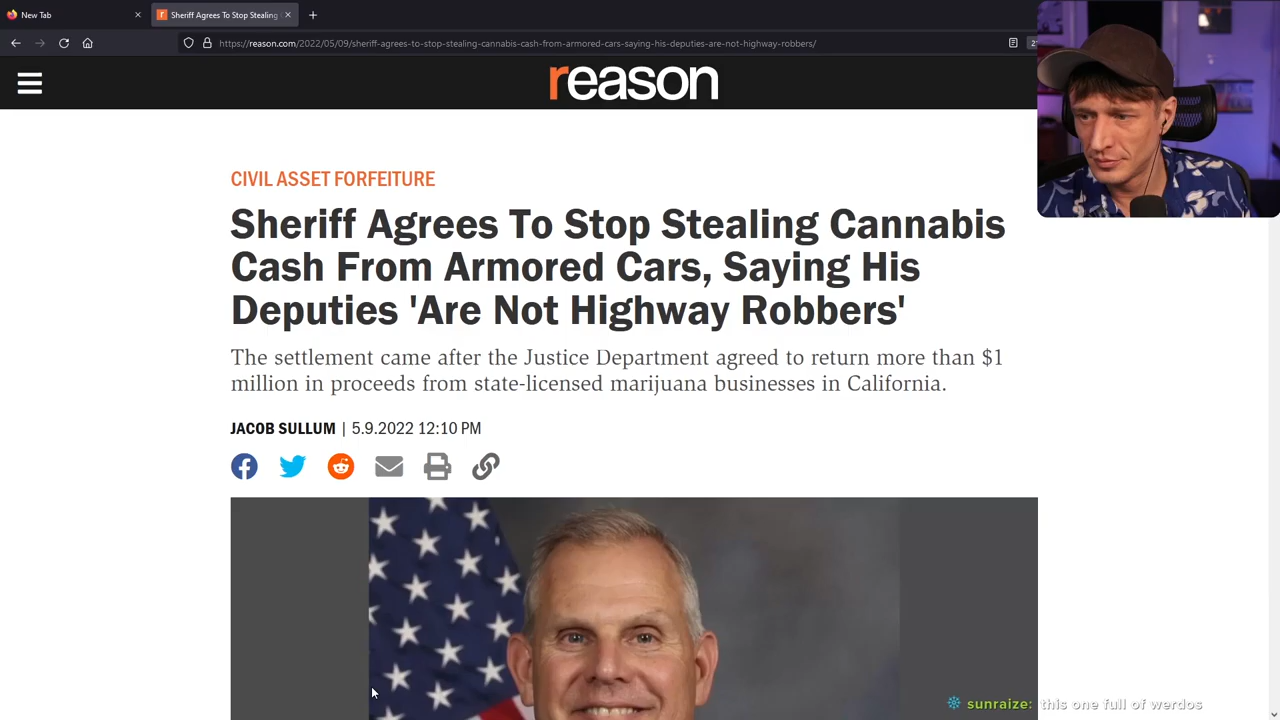 New Tab
Sheriff Agrees To Stop Stealing
https://reason.com/2022/05/09/sheriff-agrees-to-stop-stealing-cannabis-cash-from-armored-cars-saying-his-deputies-are-not-highway-robbers/
reason
CIVIL ASSET FORFEITURE
Sheriff Agrees To Stop Stealing Cannabis
Cash From Armored Cars, Saying His
Deputies 'Are Not Highway Robbers'
The settlement came after the Justice Department agreed to return more than $1
million in proceeds from state-licensed marijuana businesses in California.
JACOB SULLUM | 5.9.2022 12:10 PM
sunraize: this one full of werdos